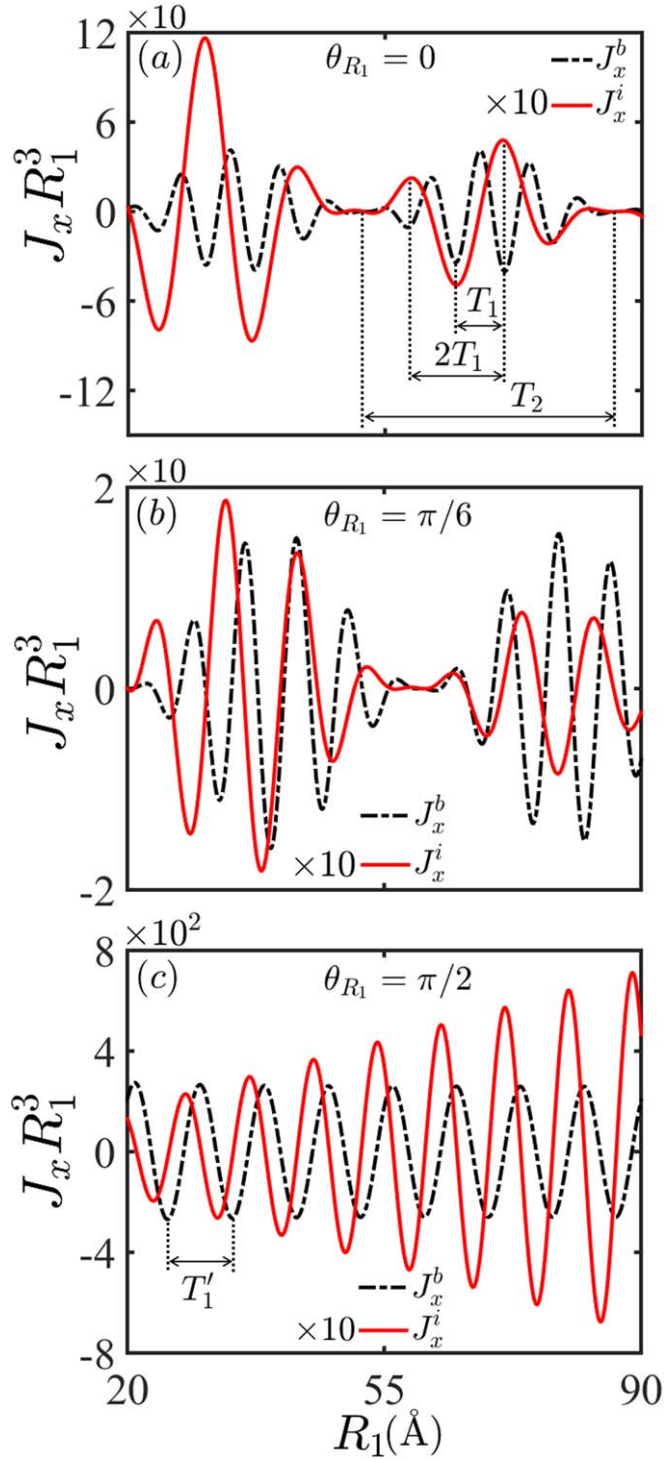 ×10
12
6
0
-6
-12
J_x R_1^3
(a)
θ_{R_1} = 0
J_x^b
×10 J_x^i
T_1
2T_1
T_2
×10
2
0
-2
J_x R_1^3
(b)
θ_{R_1} = π/6
J_x^b
×10 J_x^i
×10^2
8
4
0
-4
-8
J_x R_1^3
(c)
θ_{R_1} = π/2
T_1'
J_x^b
×10 J_x^i
20 55 90
R_1(Å)